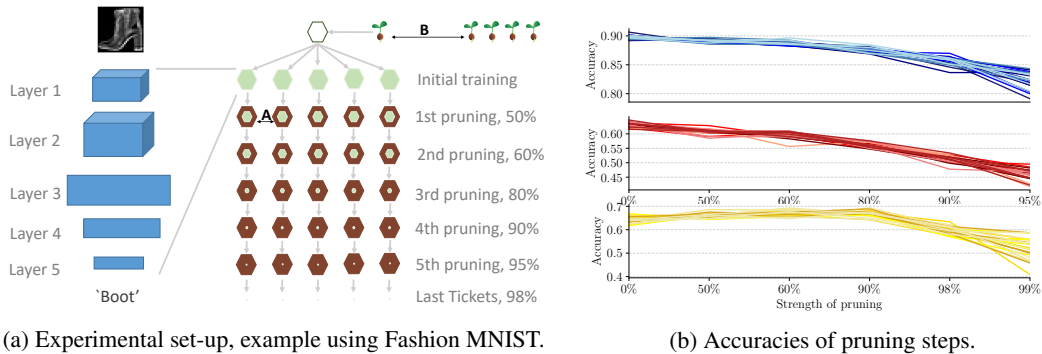 B
Initial training
Layer 1
A
1st pruning, 50%
Layer 2
2nd pruning, 60%
Layer 3
3rd pruning, 80%
Layer 4
4th pruning, 90%
Layer 5
5th pruning, 95%
`Boot'
Last Tickets, 98%
(a) Experimental set-up, example using Fashion MNIST.
Accuracy
0.90
0.85
0.80
Accuracy
0.60
0.55
0.50
0.45
0% 50% 60% 80% 90% 95%
Accuracy
0.7
0.6
0.5
0.4
0% 50% 60% 90% 98% 99%
Strength of pruning
(b) Accuracies of pruning steps.